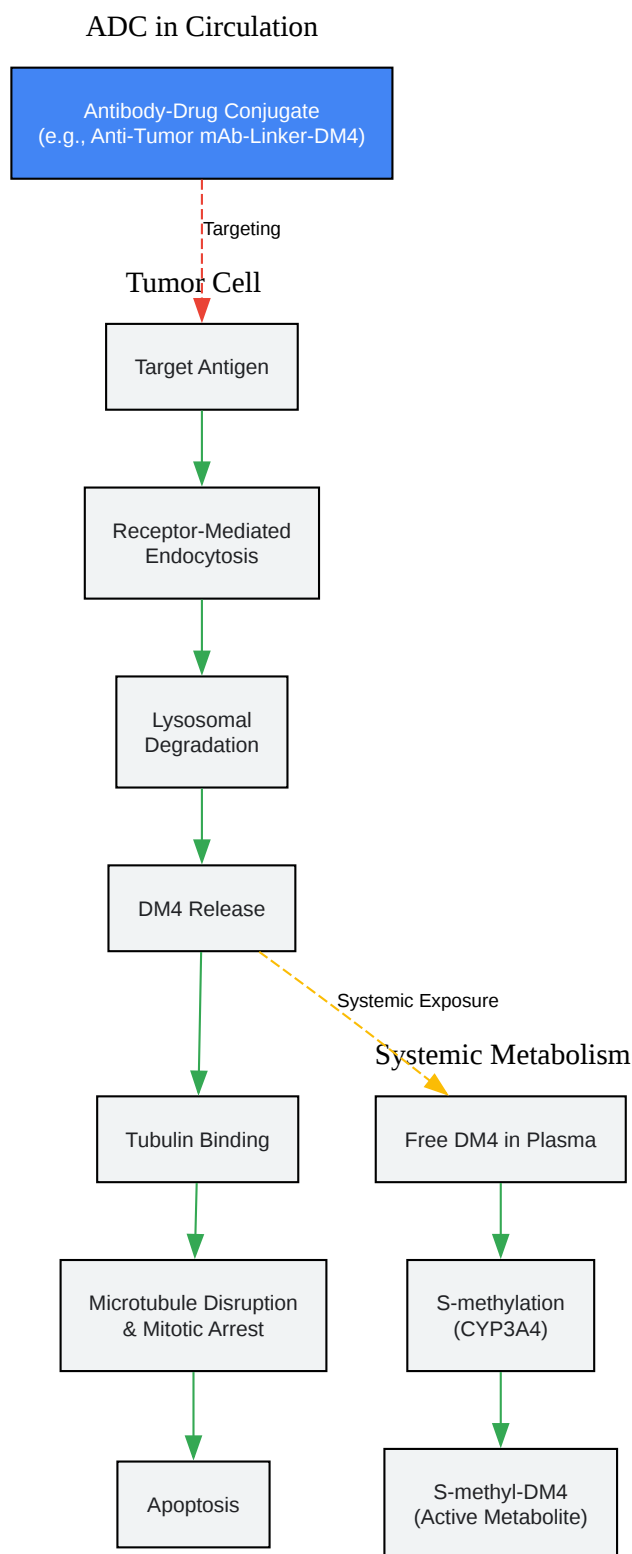 ADC in Circulation
Antibody-Drug Conjugate
(e.g., Anti-Tumor mAb-Linker-DM4)
Targeting
Tumor Cell
Target Antigen
Receptor-Mediated
Endocytosis
Lysosomal
Degradation
DM4 Release
Systemic Exposure
Systemic Metabolism
Tubulin Binding
Free DM4 in Plasma
Microtubule Disruption
& Mitotic Arrest
S-methylation
(CYP3A4)
Apoptosis
S-methyl-DM4
(Active Metabolite)